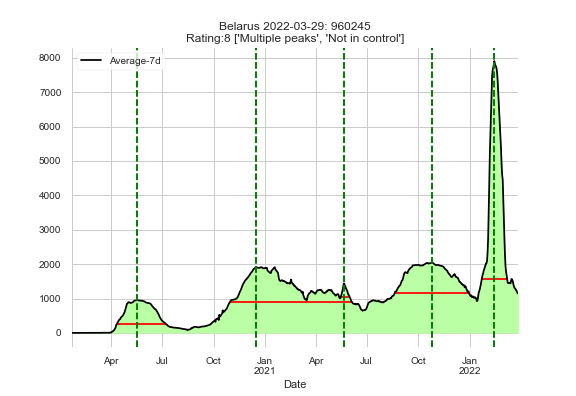 Belarus 2022-03-29: 960245
Rating:8 ['Multiple peaks', 'Not in control']
Average-7d
8000
7000
6000
5000
4000
3000
2000
1000
0
Apr
Jul
Oct
Jan
2021
Apr
Jul
Oct
Jan
2022
Date